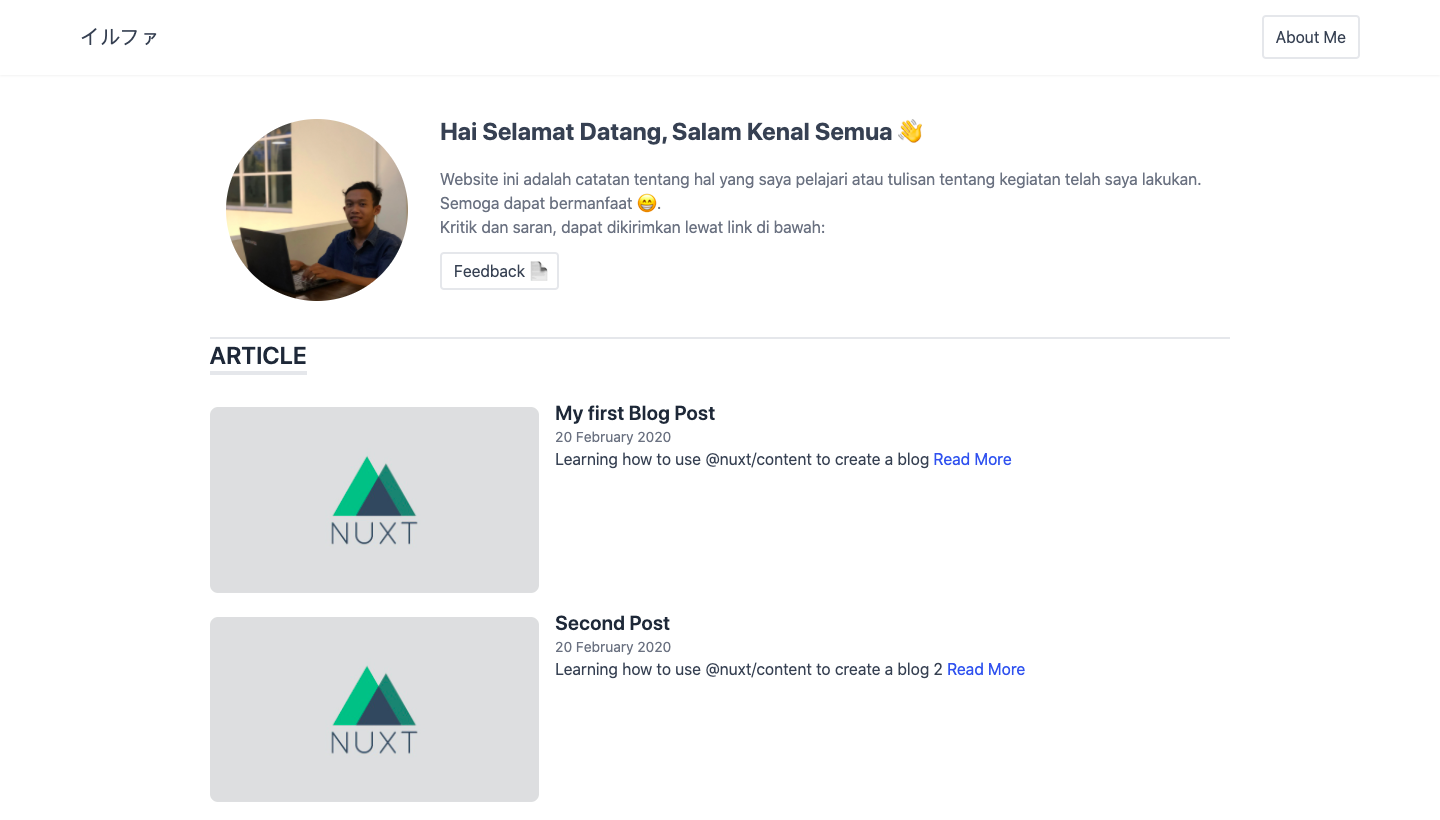 イルファ
About Me
Hai Selamat Datang, Salam Kenal Semua 👋
Website ini adalah catatan tentang hal yang saya pelajari atau tulisan tentang kegiatan telah saya lakukan.
Semoga dapat bermanfaat 😁.
Kritik dan saran, dapat dikirimkan lewat link di bawah:
Feedback
ARTICLE
My first Blog Post
20 February 2020
Learning how to use @nuxt/content to create a blog Read More
NUXT
Second Post
20 February 2020
Learning how to use @nuxt/content to create a blog 2 Read More
NUXT